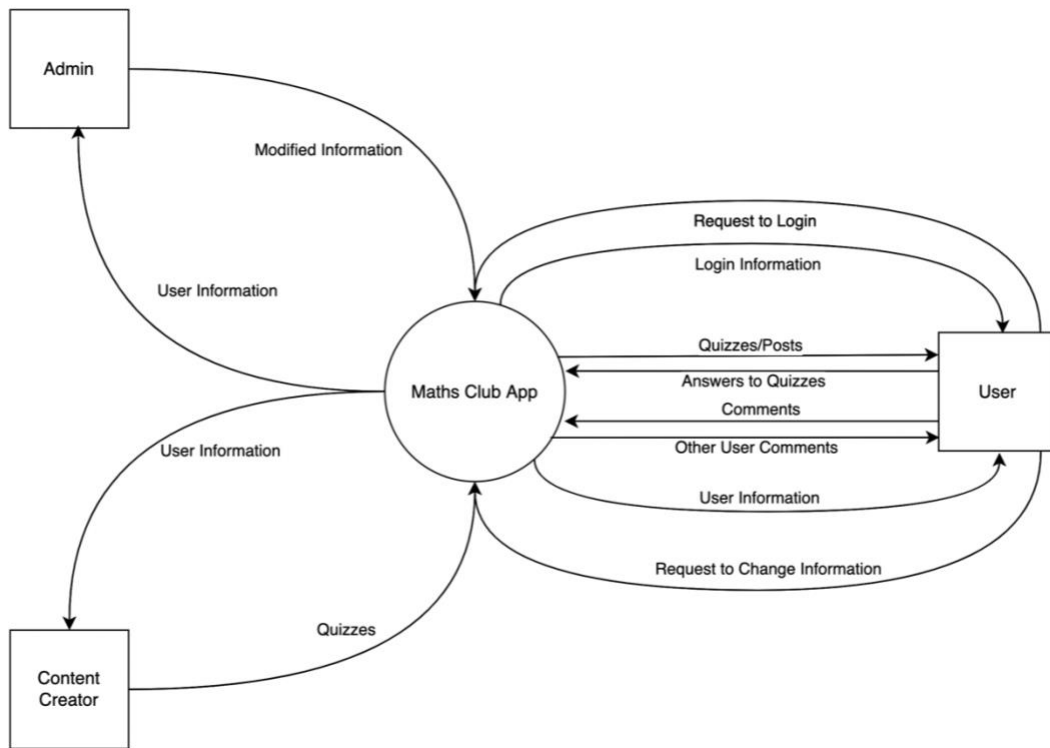 Admin
Modified Information
Request to Login
Login Information
User Information
Quizzes/Posts
Answers to Quizzes
Maths Club App
User
Comments
Other User Comments
User Information
User Information
Request to Change Information
Quizzes
Content
Creator